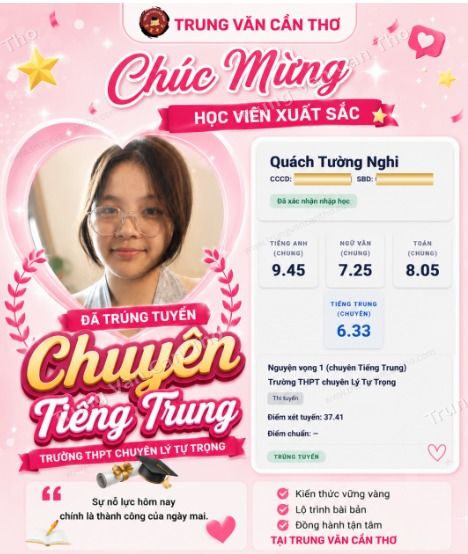 TRUNG VĂN CẦN THƠ
Chúc Mừng
HỌC VIÊN XUẤT SẮC
Quách Tường Nghi
CCCD: SBD:
Đã xác nhận nhập học
TIẾNG ANH (CHUNG)
9.45
NGỮ VĂN (CHUNG)
7.25
TOÁN (CHUNG)
8.05
TIẾNG TRUNG (CHUYÊN)
6.33
ĐÃ TRÚNG TUYỂN
Chuyên
Tiếng Trung
TRƯỜNG THPT CHUYÊN LÝ TỰ TRỌNG
Nguyện vọng 1 (chuyên Tiếng Trung)
Trường THPT chuyên Lý Tự Trọng
Thi tuyển
Điểm xét tuyển: 37.41
Điểm chuẩn: —
TRÚNG TUYỂN
Sự nỗ lực hôm nay
chính là thành công của ngày mai.
Kiến thức vững vàng
Lộ trình bài bản
Đồng hành tận tâm
TẠI TRUNG VĂN CẦN THƠ